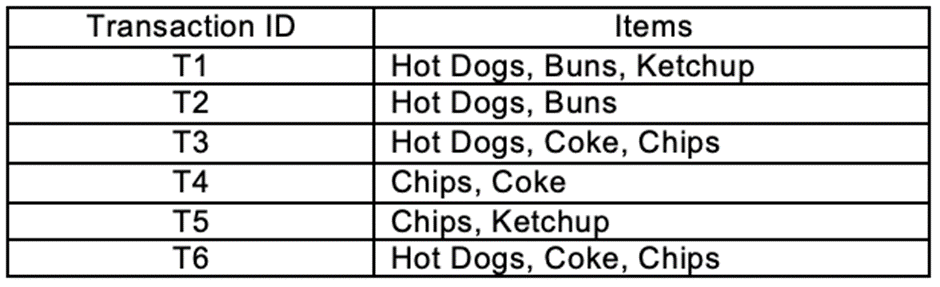 Transaction ID Items
T1 Hot Dogs, Buns, Ketchup
T2 Hot Dogs, Buns
T3 Hot Dogs, Coke, Chips
T4 Chips, Coke
T5 Chips, Ketchup
T6 Hot Dogs, Coke, Chips